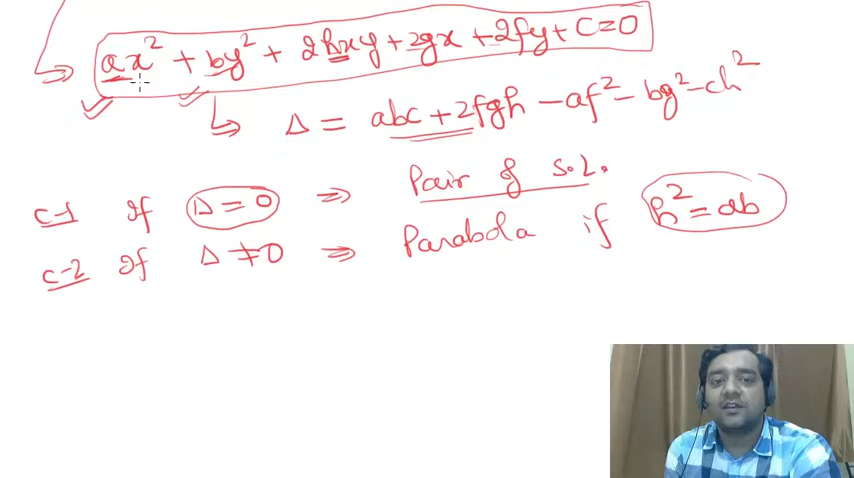 ax² + by² + 2hxy + 2gx + 2fy + C = 0
Δ = abc + 2fgh - af² - bg² - ch²
C-1 If Δ = 0 ⇒ Pair of S.L.
C-2 If Δ ≠ 0 ⇒ Parabola if h² = ab